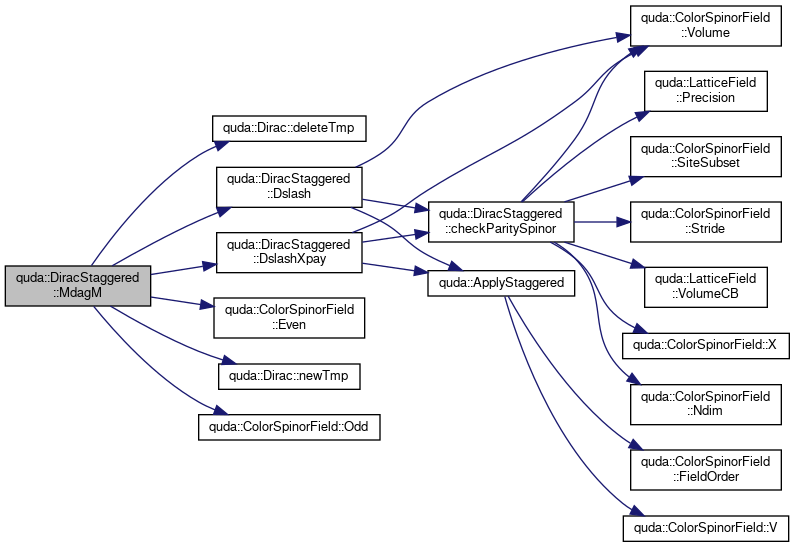 quda::DiracStaggered
::MdagM
quda::Dirac::deleteTmp
quda::DiracStaggered
::Dslash
quda::DiracStaggered
::DslashXpay
quda::ColorSpinorField
::Even
quda::Dirac::newTmp
quda::ColorSpinorField::Odd
quda::DiracStaggered
::checkParitySpinor
quda::ApplyStaggered
quda::ColorSpinorField
::Volume
quda::LatticeField
::Precision
quda::ColorSpinorField
::SiteSubset
quda::ColorSpinorField
::Stride
quda::LatticeField
::VolumeCB
quda::ColorSpinorField::X
quda::ColorSpinorField
::Ndim
quda::ColorSpinorField
::FieldOrder
quda::ColorSpinorField::V